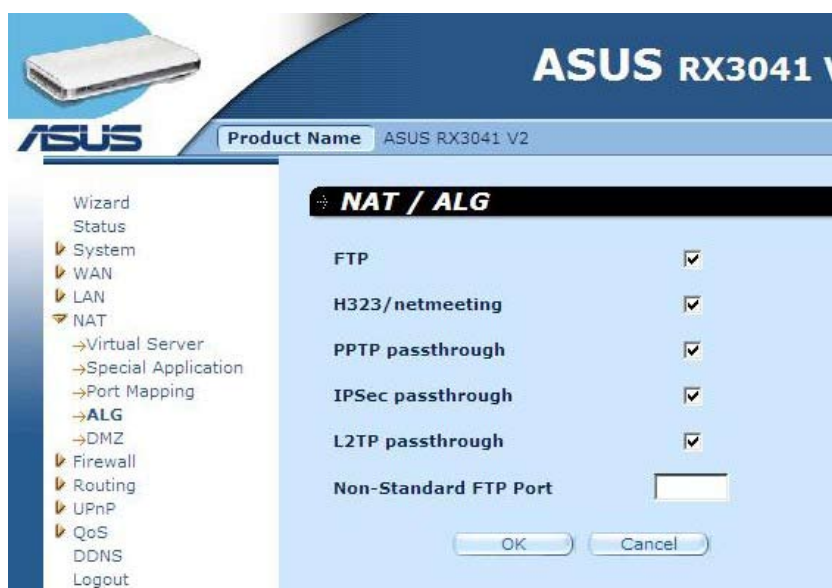 ASUS RX3041 V
ASUS
Product Name ASUS RX3041 V2
Wizard
Status
System
WAN
LAN
NAT
Virtual Server
Special Application
Port Mapping
ALG
DMZ
Firewall
Routing
UPnP
QoS
DDNS
Logout
NAT / ALG
FTP
H323/netmeeting
PPTP passthrough
IPSec passthrough
L2TP passthrough
Non-Standard FTP Port
OK Cancel